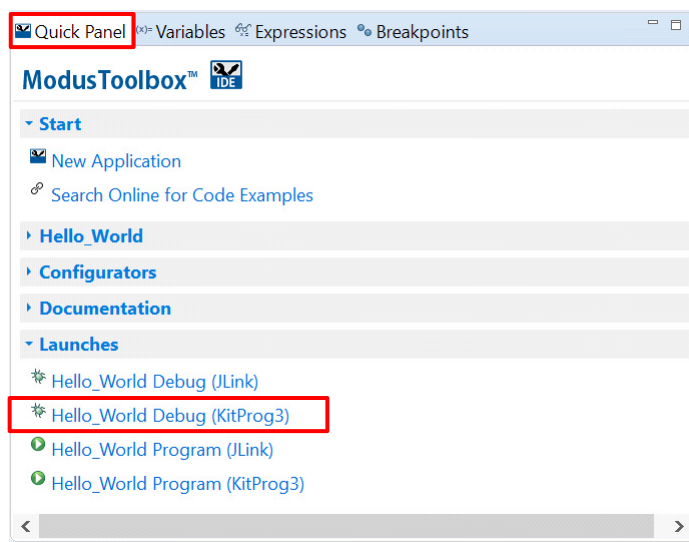 Quick Panel (x)= Variables Expressions Breakpoints
ModusToolbox™ IDE
Start
New Application
Search Online for Code Examples
Hello_World
Configurators
Documentation
Launches
Hello_World Debug (JLink)
Hello_World Debug (KitProg3)
Hello_World Program (JLink)
Hello_World Program (KitProg3)